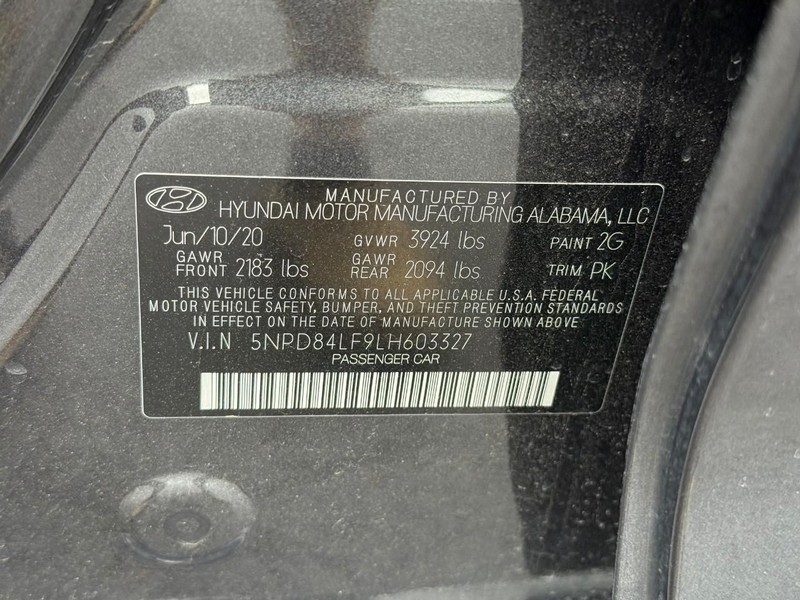 MANUFACTURED BY
HYUNDAI MOTOR MANUFACTURING ALABAMA, LLC
Jun/10/20 GVWR 3924 lbs PAINT 2G
GAWR FRONT 2183 lbs GAWR REAR 2094 lbs TRIM PK
THIS VEHICLE CONFORMS TO ALL APPLICABLE U.S.A. FEDERAL
MOTOR VEHICLE SAFETY, BUMPER, AND THEFT PREVENTION STANDARDS
IN EFFECT ON THE DATE OF MANUFACTURE SHOWN ABOVE.
V.I.N 5NPD84LF9LH603327
PASSENGER CAR